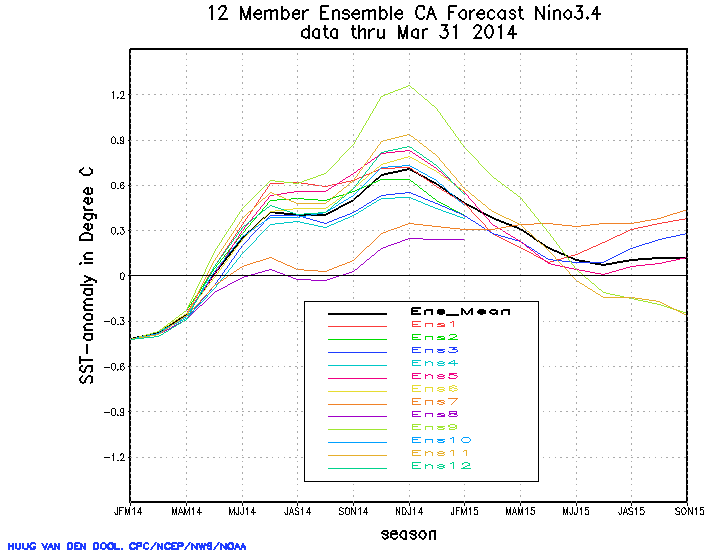 12 Member Ensemble CA Forecast Nino3.4
data thru Mar 31 2014
SST-anomaly in Degree C
1.2
0.9
0.6
0.3
0
-0.3
-0.6
-0.9
-1.2
Ens_Mean
Ens1
Ens2
Ens3
Ens4
Ens5
Ens6
Ens7
Ens8
Ens9
Ens10
Ens11
Ens12
JFM14 MAM14 MJJ14 JAS14 SON14 NDJ14 JFM15 MAM15 MJJ15 JAS15 SON15
season
HUUG VAN DEN DOOL, CPC/NCEP/NWS/NOAA